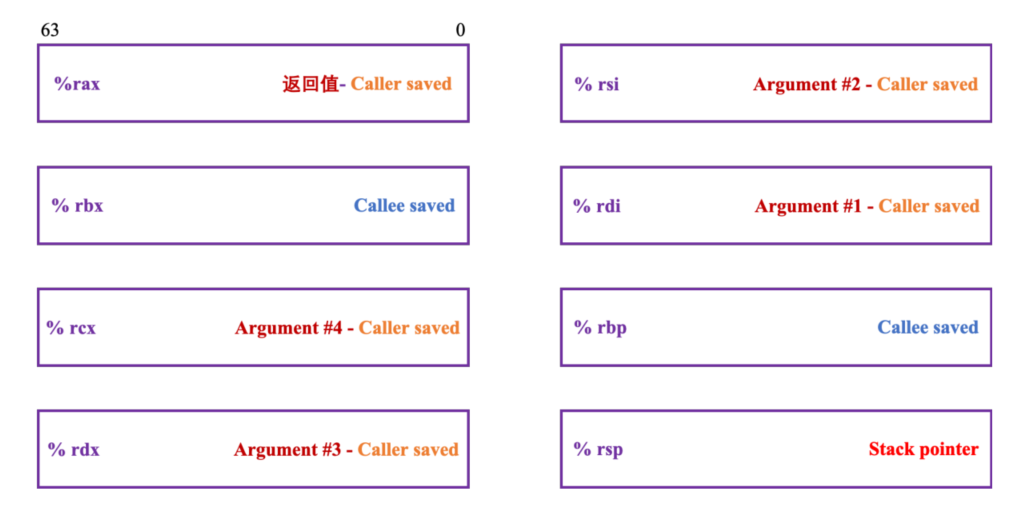 63 0
%rax 返回值- Caller saved
% rbx Callee saved
% rcx Argument #4 - Caller saved
% rdx Argument #3 - Caller saved
% rsi Argument #2 - Caller saved
% rdi Argument #1 - Caller saved
% rbp Callee saved
% rsp Stack pointer